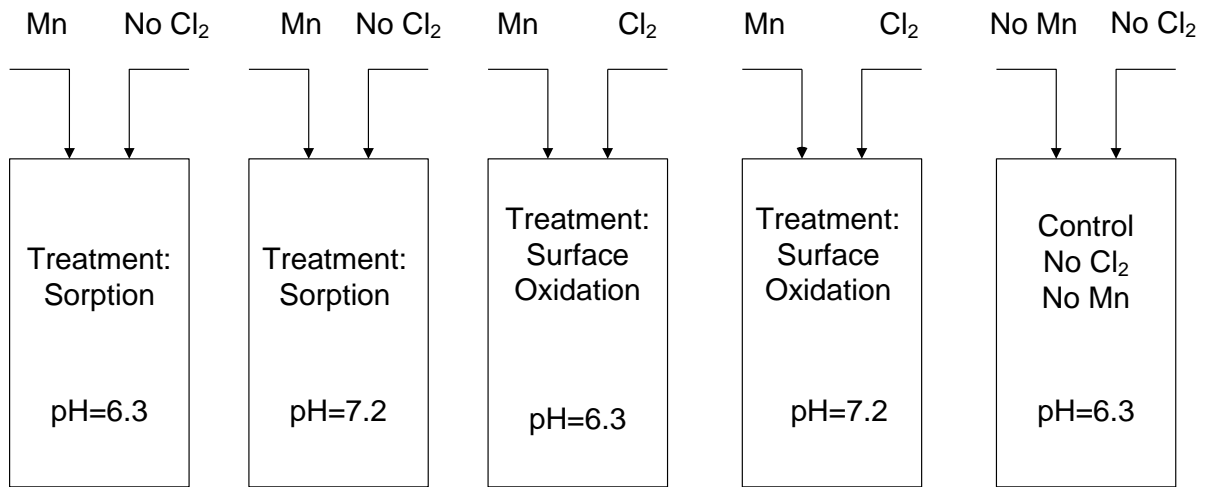 Mn No Cl₂ Mn No Cl₂ Mn Cl₂ Mn Cl₂ No Mn No Cl₂
Treatment:
Sorption
pH=6.3
Treatment:
Sorption
pH=7.2
Treatment:
Surface
Oxidation
pH=6.3
Treatment:
Surface
Oxidation
pH=7.2
Control
No Cl₂
No Mn
pH=6.3